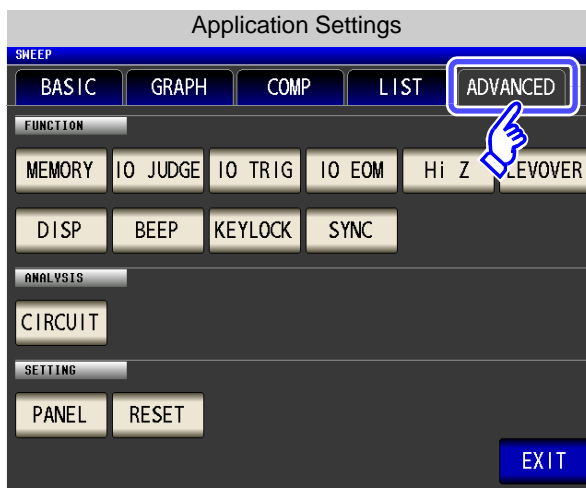 Application Settings
SWEEP
BASIC GRAPH COMP LIST ADVANCED
FUNCTION
MEMORY IO JUDGE IO TRIG IO EOM Hi Z LEVOVER
DISP BEEP KEYLOCK SYNC
ANALYSIS
CIRCUIT
SETTING
PANEL RESET
EXIT